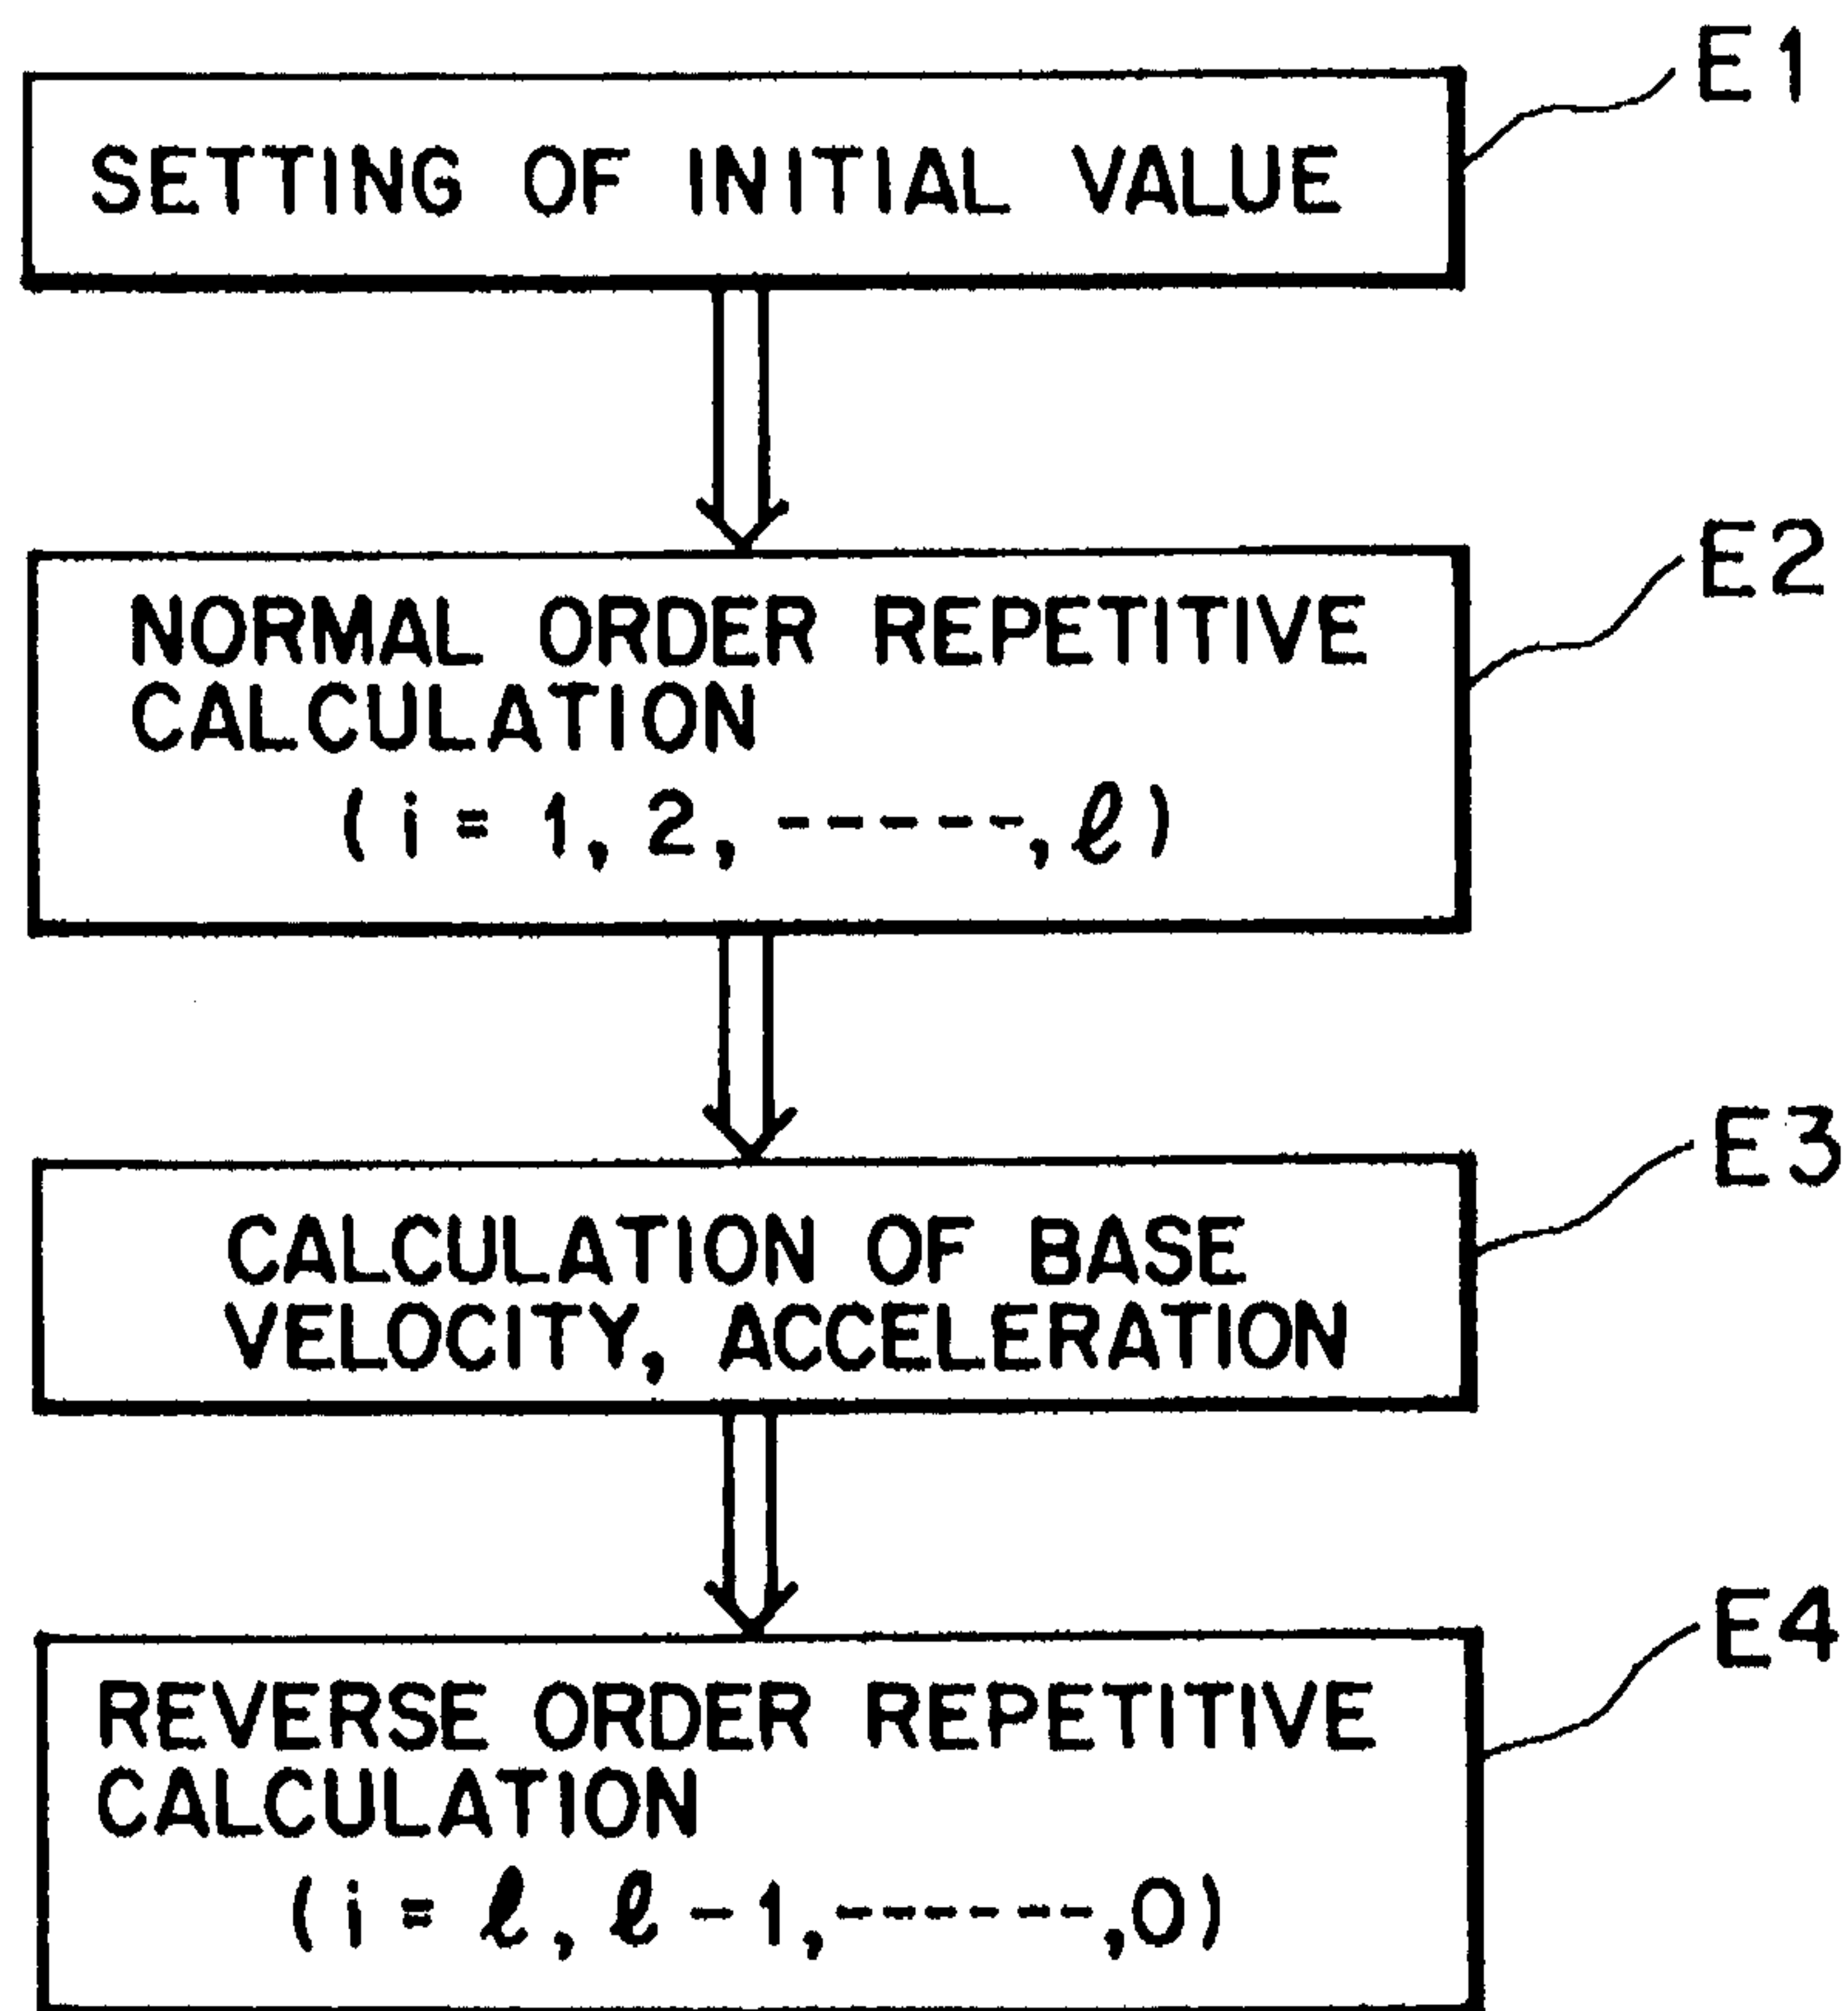 E1
SETTING OF INITIAL VALUE
E2
NORMAL ORDER REPETITIVE
CALCULATION
( i = 1, 2, -----, ℓ )
E3
CALCULATION OF BASE
VELOCITY, ACCELERATION
E4
REVERSE ORDER REPETITIVE
CALCULATION
( i = ℓ, ℓ - 1, ------, 0)